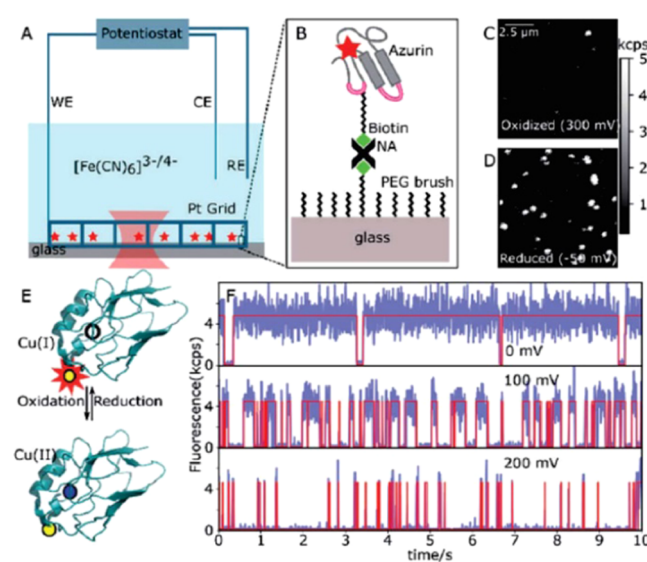 A
Potentiostat
WE
CE
[Fe(CN)6]3-/4-
RE
Pt Grid
glass
B
Azurin
Biotin
NA
PEG brush
glass
C
2.5 µm
Oxidized (300 mV)
kcps
5
4
3
2
1
D
Reduced (-50 mV)
E
Cu(I)
Oxidation
Reduction
Cu(II)
F
Fluorescence(kcps)
4
0
0 mV
4
0
100 mV
4
0
200 mV
0 1 2 3 4 5 6 7 8 9 10
time/s